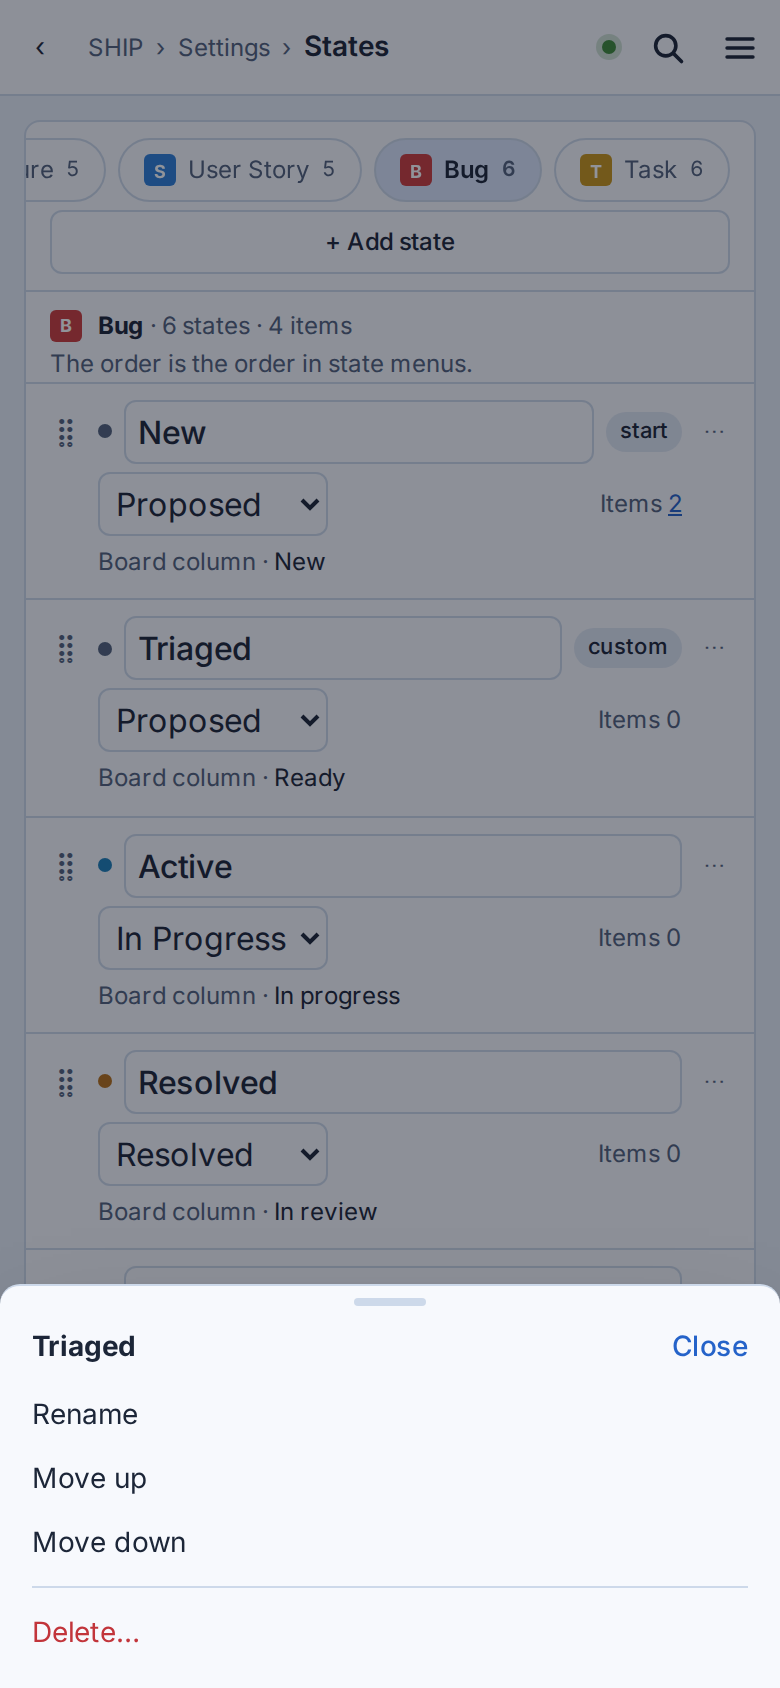 ‹ SHIP › Settings › States
ure 5 S User Story 5 B Bug 6 T Task 6
+ Add state
B Bug · 6 states · 4 items
The order is the order in state menus.
New start ...
Proposed Items 2
Board column · New
Triaged custom ...
Proposed Items 0
Board column · Ready
Active ...
In Progress Items 0
Board column · In progress
Resolved ...
Resolved Items 0
Board column · In review
Triaged Close
Rename
Move up
Move down
Delete...